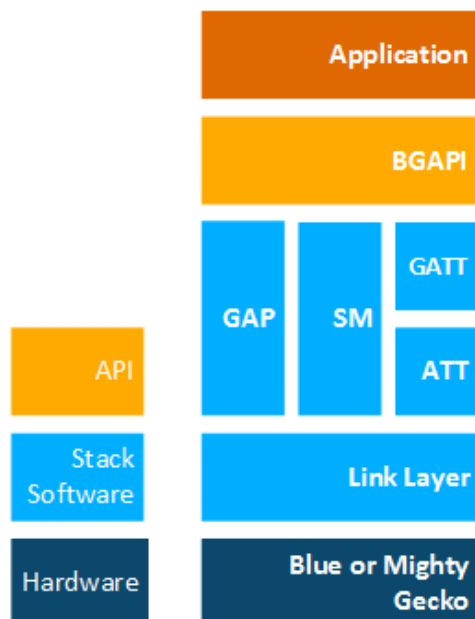 Application
BGAPI
GATT
GAP
SM
ATT
API
Stack
Software
Link Layer
Hardware
Blue or Mighty
Gecko